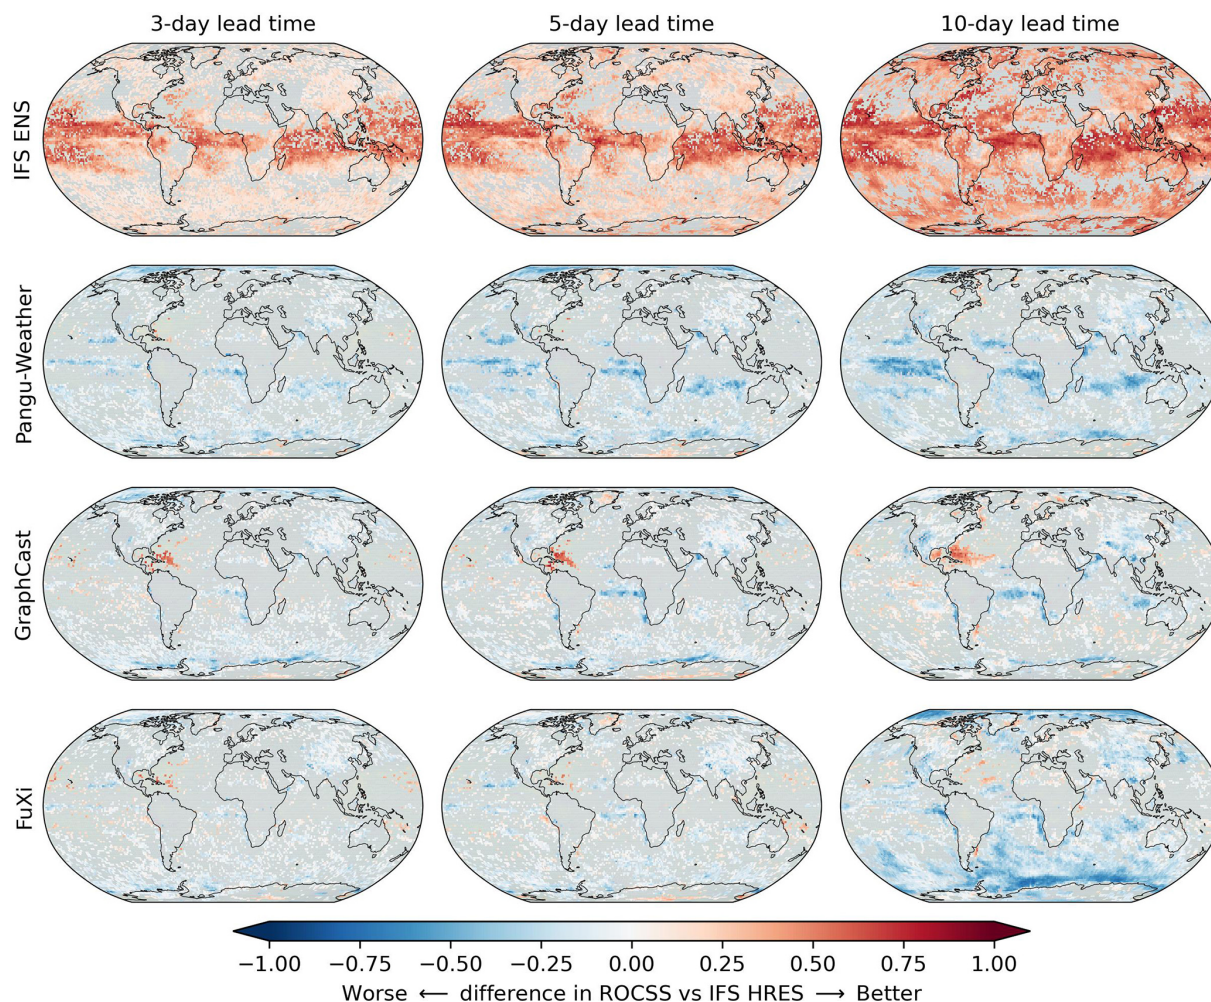 3-day lead time
5-day lead time
10-day lead time
IFS ENS
Pangu-Weather
GraphCast
FuXi
−1.00 −0.75 −0.50 −0.25 0.00 0.25 0.50 0.75 1.00
Worse ⟵ difference in ROCSS vs IFS HRES ⟶ Better